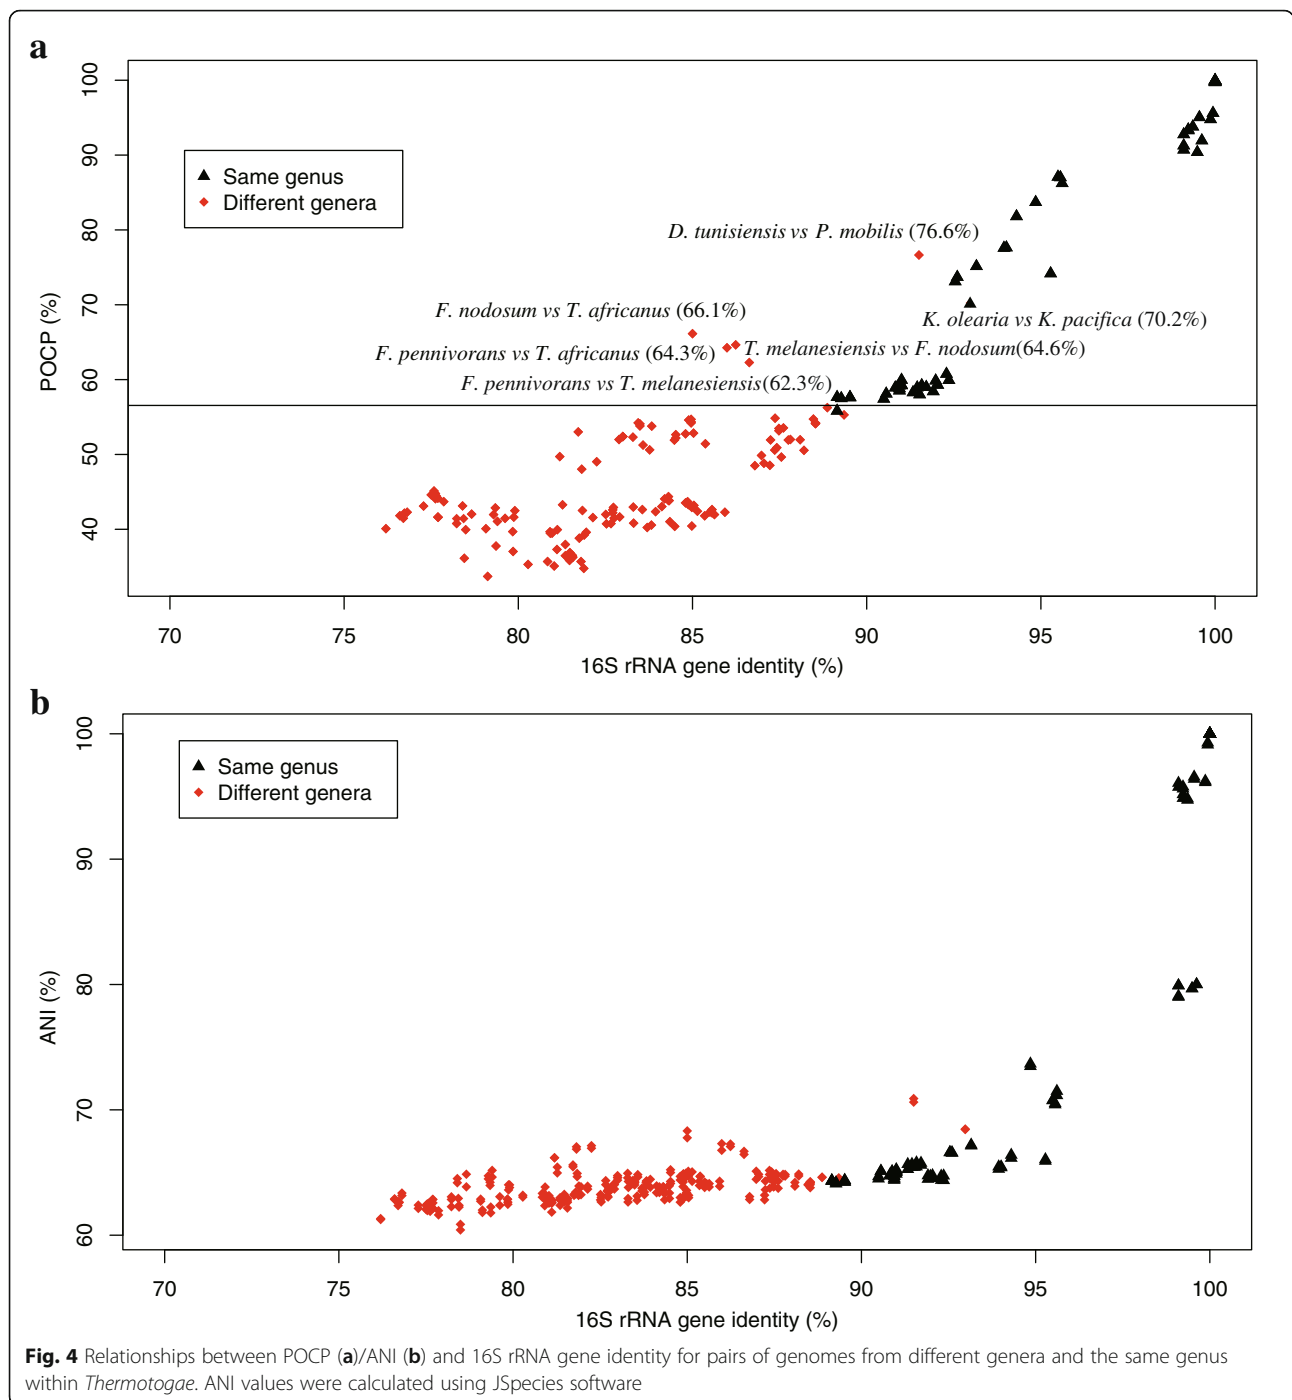 a
100
90
80
70
60
50
40
POCP (%)
Same genus
Different genera
D. tunisiensis vs P. mobilis (76.6%)
F. nodosum vs T. africanus (66.1%)
K. olearia vs K. pacifica (70.2%)
F. pennivorans vs T. africanus (64.3%)
T. melanesiensis vs F. nodosum(64.6%)
F. pennivorans vs T. melanesiensis(62.3%)
70 75 80 85 90 95 100
16S rRNA gene identity (%)
b
100
90
80
70
60
ANI (%)
Same genus
Different genera
70 75 80 85 90 95 100
16S rRNA gene identity (%)
Fig. 4 Relationships between POCP (a)/ANI (b) and 16S rRNA gene identity for pairs of genomes from different genera and the same genus
within Thermotogae. ANI values were calculated using JSpecies software